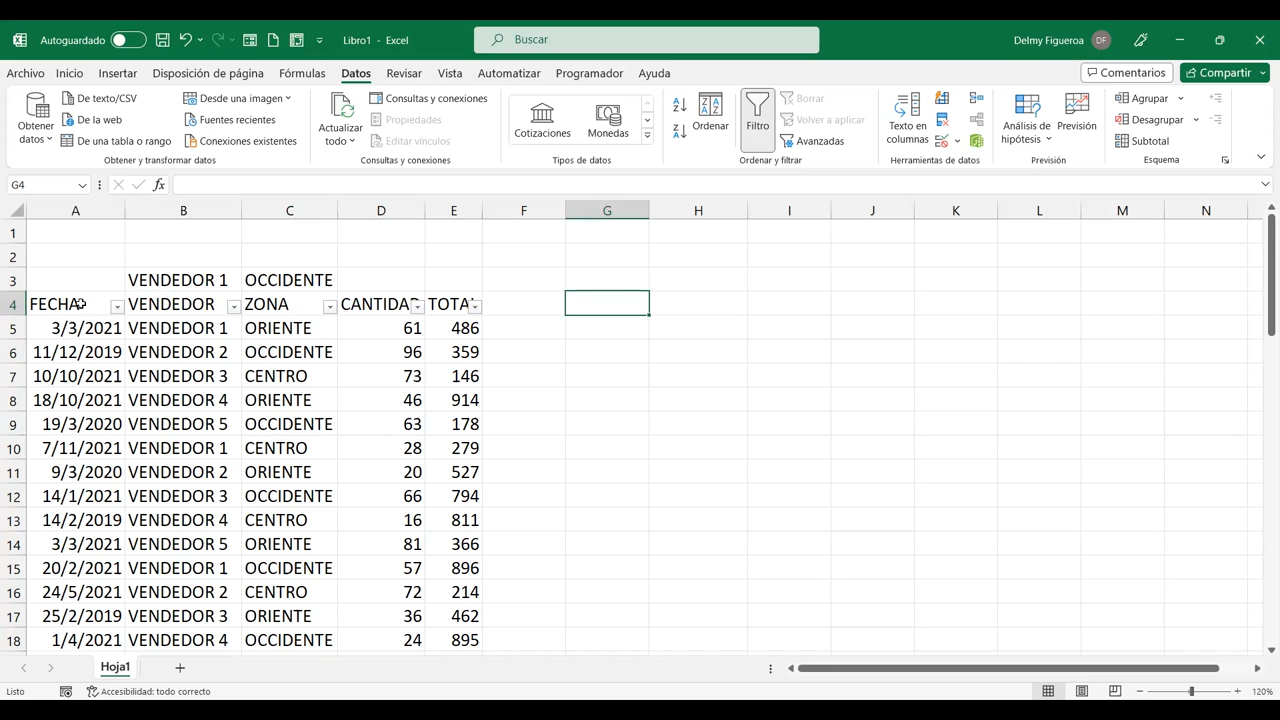 Autoguardado Libro1 - Excel Buscar Delmy Figueroa DF
Archivo Inicio Insertar Disposición de página Fórmulas Datos Revisar Vista Automatizar Programador Ayuda Comentarios Compartir
Obtener datos
De texto/CSV
De la web
De una tabla o rango
Desde una imagen
Fuentes recientes
Conexiones existentes
Obtener y transformar datos
Actualizar todo
Consultas y conexiones
Propiedades
Editar vínculos
Consultas y conexiones
Cotizaciones
Monedas
Tipos de datos
Ordenar
Filtro
Borrar
Volver a aplicar
Avanzadas
Ordenar y filtrar
Texto en columnas
Herramientas de datos
Análisis de hipótesis
Previsión
Previsión
Agrupar
Desagrupar
Subtotal
Esquema
G4 fx
A B C D E F G H I J K L M N
1
2
3 VENDEDOR 1 OCCIDENTE
4 FECHA VENDEDOR ZONA CANTIDAD TOTAL
5 3/3/2021 VENDEDOR 1 ORIENTE 61 486
6 11/12/2019 VENDEDOR 2 OCCIDENTE 96 359
7 10/10/2021 VENDEDOR 3 CENTRO 73 146
8 18/10/2021 VENDEDOR 4 ORIENTE 46 914
9 19/3/2020 VENDEDOR 5 OCCIDENTE 63 178
10 7/11/2021 VENDEDOR 1 CENTRO 28 279
11 9/3/2020 VENDEDOR 2 ORIENTE 20 527
12 14/1/2021 VENDEDOR 3 OCCIDENTE 66 794
13 14/2/2019 VENDEDOR 4 CENTRO 16 811
14 3/3/2021 VENDEDOR 5 ORIENTE 81 366
15 20/2/2021 VENDEDOR 1 OCCIDENTE 57 896
16 24/5/2021 VENDEDOR 2 CENTRO 72 214
17 25/2/2019 VENDEDOR 3 ORIENTE 36 462
18 1/4/2021 VENDEDOR 4 OCCIDENTE 24 895
Hoja1
Listo Accesibilidad: todo correcto 120%